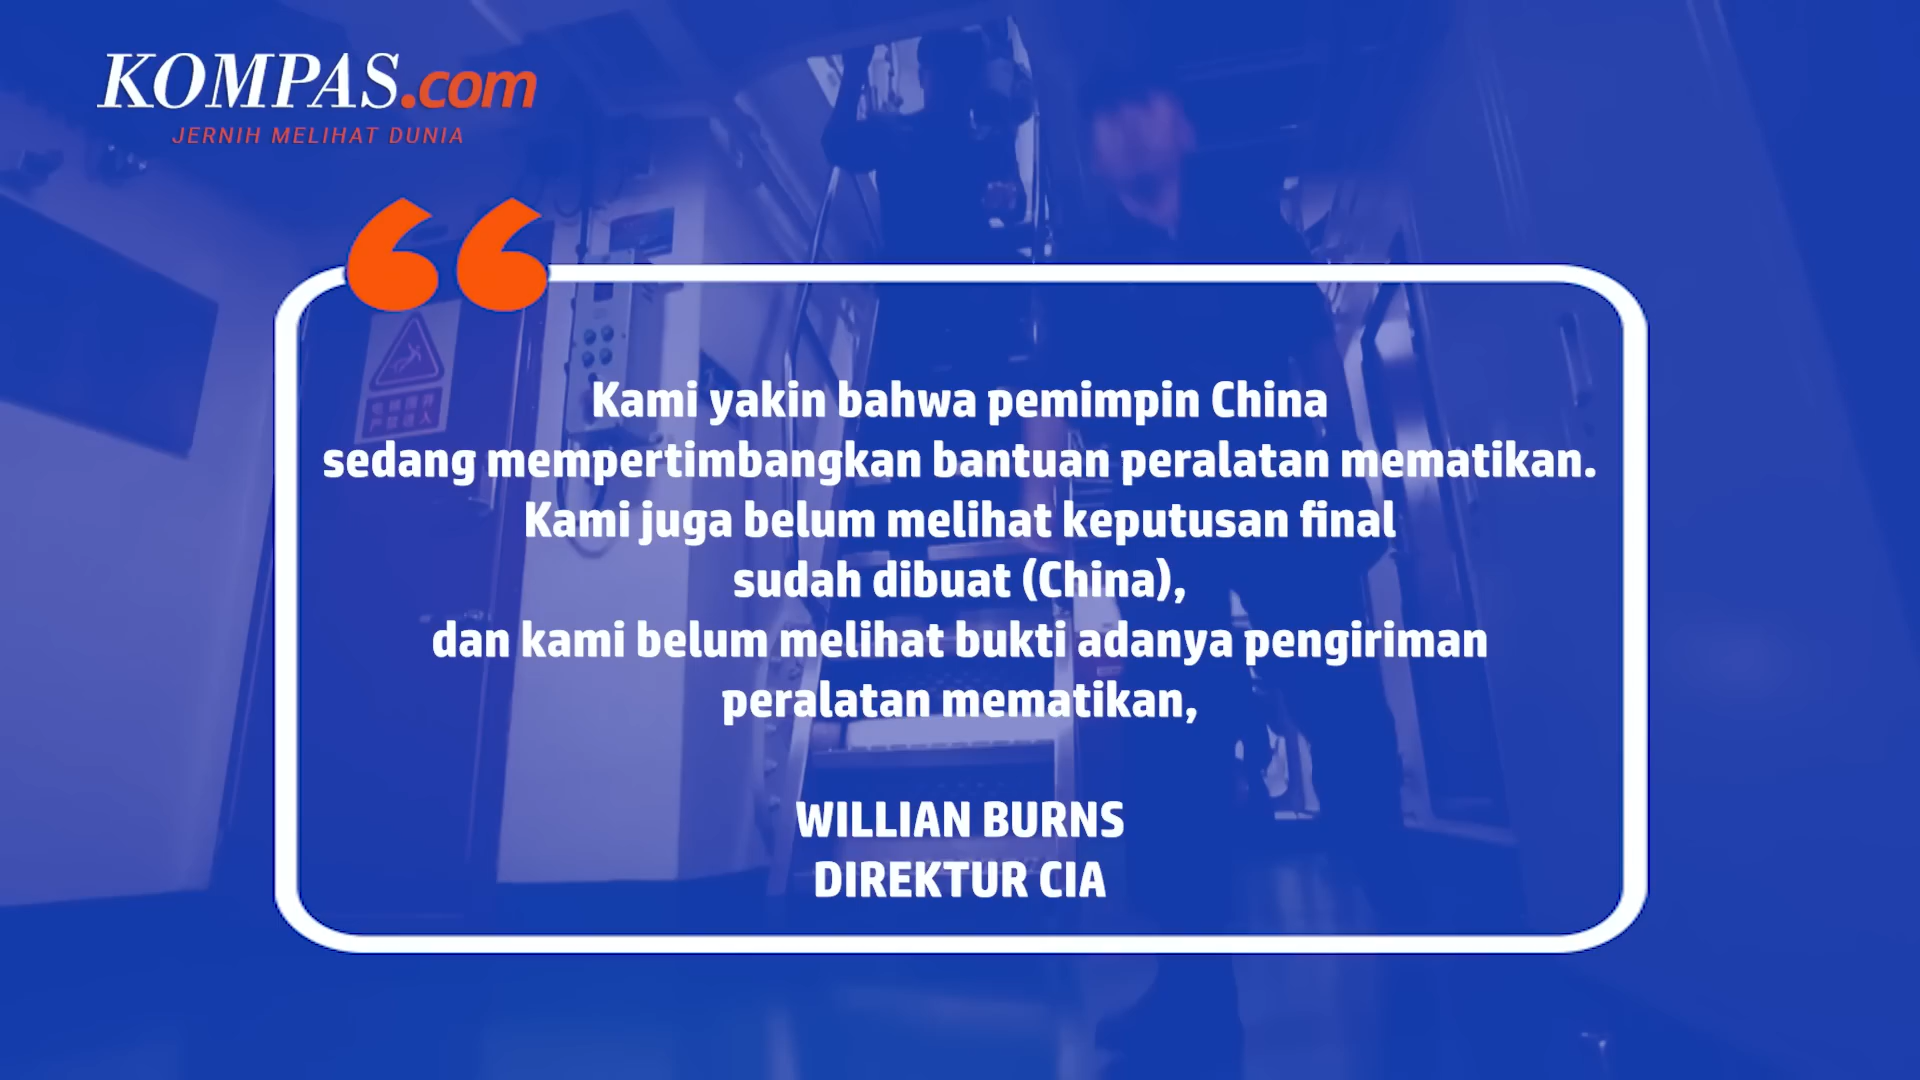 KOMPAS.com
JERNIH MELIHAT DUNIA
Kami yakin bahwa pemimpin China
sedang mempertimbangkan bantuan peralatan mematikan.
Kami juga belum melihat keputusan final
sudah dibuat (China),
dan kami belum melihat bukti adanya pengiriman
peralatan mematikan,
WILLIAN BURNS
DIREKTUR CIA